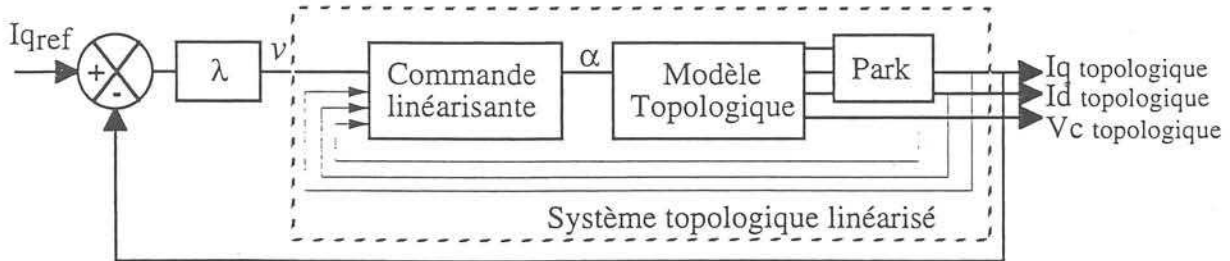 Iqref
+
-
λ
v
Commande
linéarisante
α
Modèle
Topologique
Park
Iq topologique
Id topologique
Vc topologique
Système topologique linéarisé